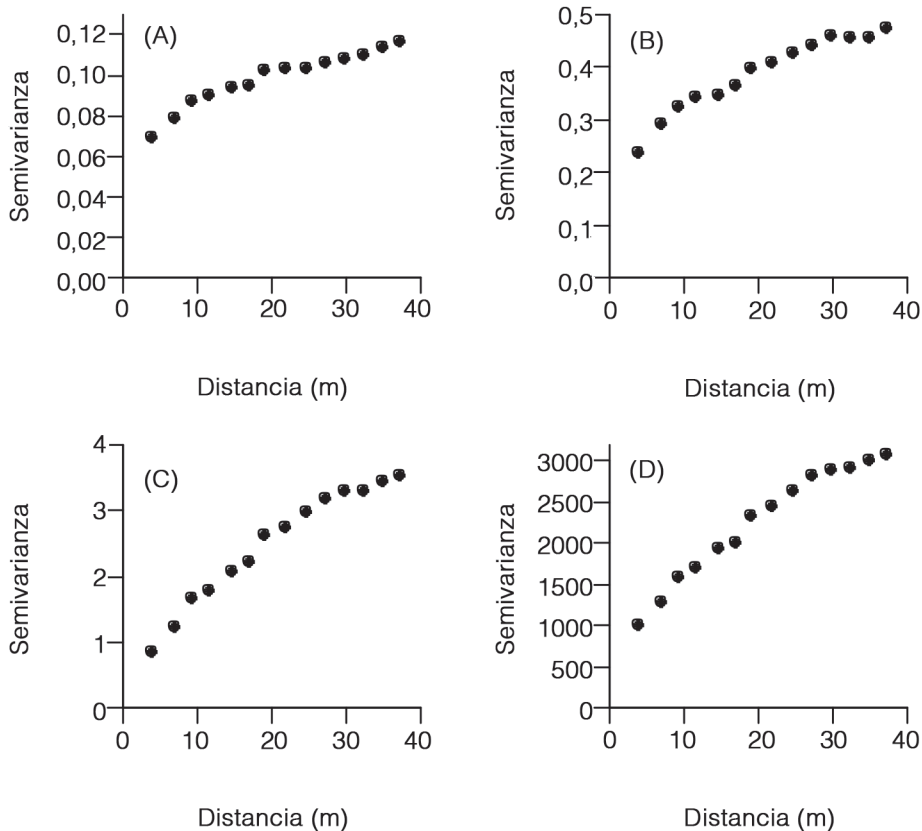 (A)
Semivarianza
0,12
0,10
0,08
0,06
0,04
0,02
0,00
0 10 20 30 40
Distancia (m)
(B)
Semivarianza
0,5
0,4
0,3
0,2
0,1
0,0
0 10 20 30 40
Distancia (m)
(C)
Semivarianza
4
3
2
1
0
0 10 20 30 40
Distancia (m)
(D)
Semivarianza
3000
2500
2000
1500
1000
500
0
0 10 20 30 40
Distancia (m)